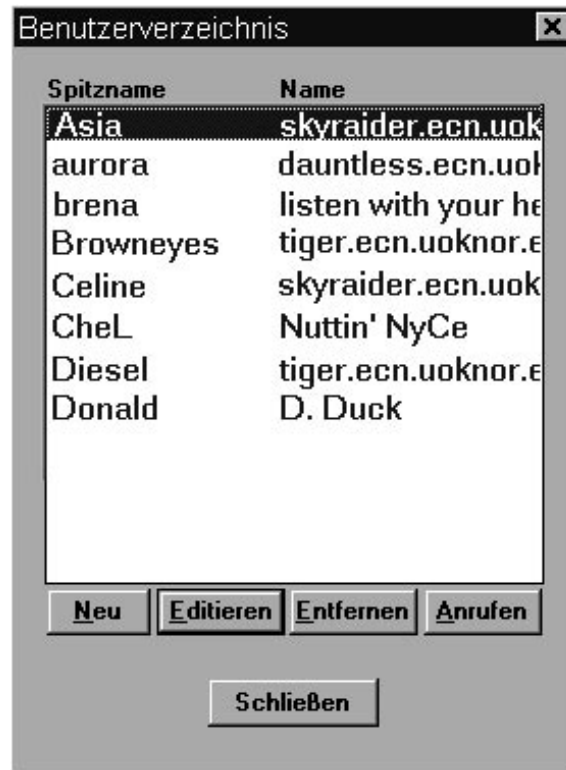 Benutzerverzeichnis
Spitzname Name
Asia skyraider.ecn.uok
aurora dauntless.ecn.uol
brena listen with your he
Browneyes tiger.ecn.uoknor.e
Celine skyraider.ecn.uok
CheL Nuttin' NyCe
Diesel tiger.ecn.uoknor.e
Donald D. Duck
Neu Editieren Entfernen Anrufen
Schließen